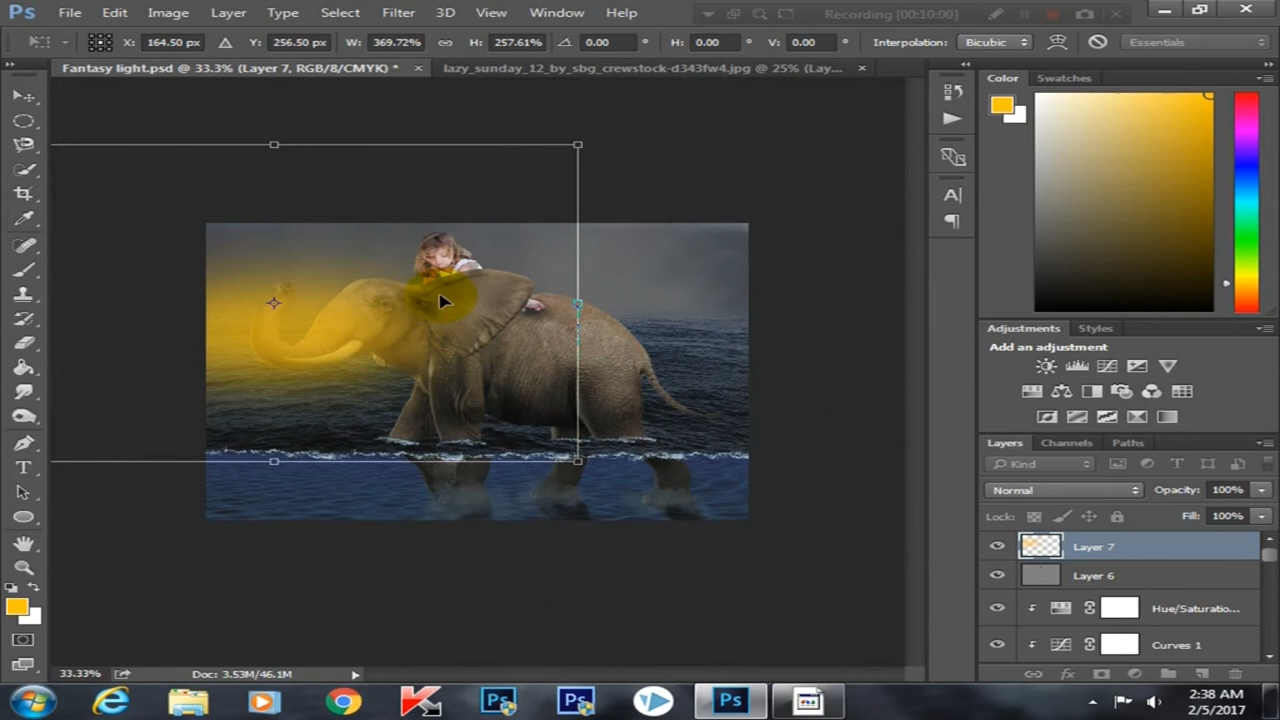 Ps File Edit Image Layer Type Select Filter 3D View Window Help Recording [00:10:00]
X: 164.50 px Y: 256.50 px W: 369.72% H: 257.61% 0.00 ° H: 0.00 ° V: 0.00 ° Interpolation: Bicubic Essentials
Fantasy light.psd @ 33.3% (Layer 7, RGB/8/CMYK) * × lazy_sunday_12_by_sbg_crewstock-d343fw4.jpg @ 25% (Lay... ×
Color Swatches
A
T
Adjustments Styles
Add an adjustment
Layers Channels Paths
Kind T
Normal Opacity: 100%
Lock: Fill: 100%
Layer 7
Layer 6
Hue/Saturatio...
Curves 1
fx
33.33% Doc: 3.53M/46.1M
Ps Ps Ps
2:38 AM
2/5/2017